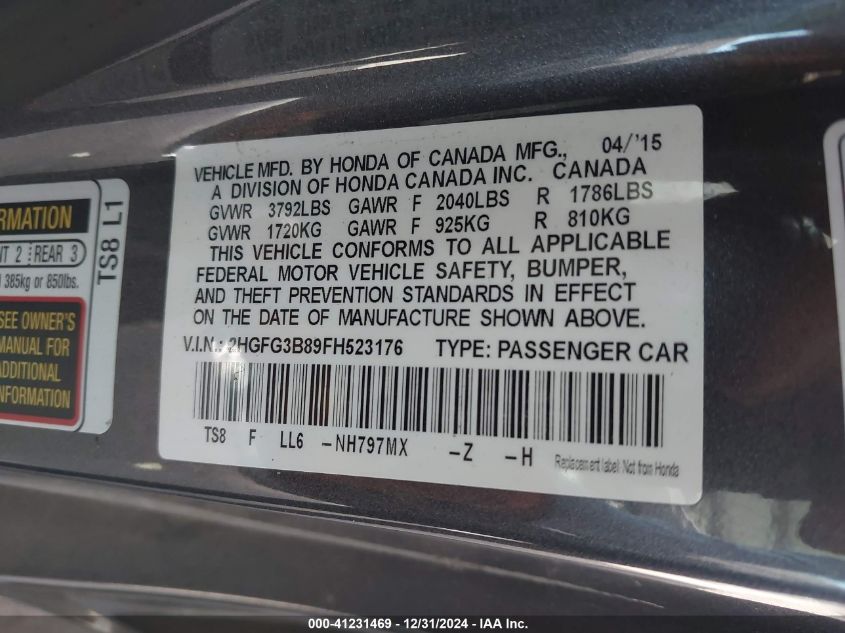 RMATION
NT 2 REAR 3
385kg or 850lbs.
SEE OWNER'S
MANUAL FOR
ADDITIONAL
INFORMATION
TS8 L1
VEHICLE MFD. BY HONDA OF CANADA MFG., 04/'15
A DIVISION OF HONDA CANADA INC. CANADA
GVWR 3792LBS GAWR F 2040LBS R 1786LBS
GVWR 1720KG GAWR F 925KG R 810KG
THIS VEHICLE CONFORMS TO ALL APPLICABLE
FEDERAL MOTOR VEHICLE SAFETY, BUMPER,
AND THEFT PREVENTION STANDARDS IN EFFECT
ON THE DATE OF MANUFACTURE SHOWN ABOVE.
V.I.N.: 2HGFG3B89FH523176 TYPE: PASSENGER CAR
TS8 F LL6 -NH797MX -Z -H Replacement label Not from Honda
000-41231469 - 12/31/2024 - IAA Inc.